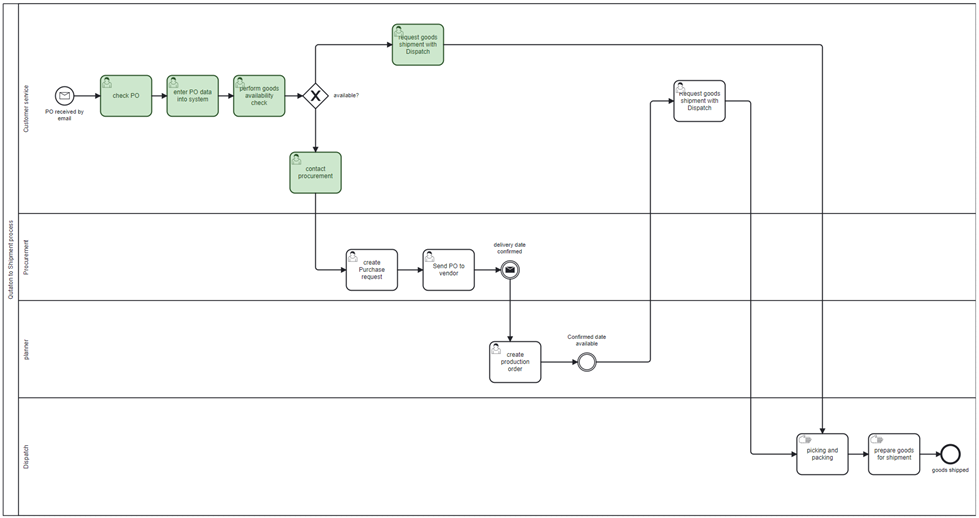 Qutaton to Shipment process
Customer service
PO received by
email
check PO
enter PO data
into system
perform goods
availability
check
available?
request goods
shipment with
Dispatch
Request goods
shipment with
Dispatch
contact
procurement
Procurement
create
Purchase
request
Send PO to
vendor
delivery date
confirmed
planner
create
production
order
Confirmed date
available
Dispatch
picking and
packing
prepare goods
for shipment
goods shipped